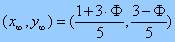 (x∞, y∞) = ((1+3·Φ)/5, (3−Φ)/5)